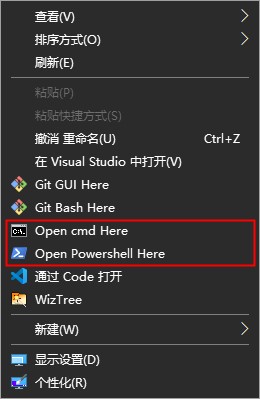 查看(V)
排序方式(O)
刷新(E)
粘贴(P)
粘贴快捷方式(S)
撤消 重命名(U) Ctrl+Z
在 Visual Studio 中打开(V)
Git GUI Here
Git Bash Here
Open cmd Here
Open Powershell Here
通过 Code 打开
WizTree
新建(W)
显示设置(D)
个性化(R)